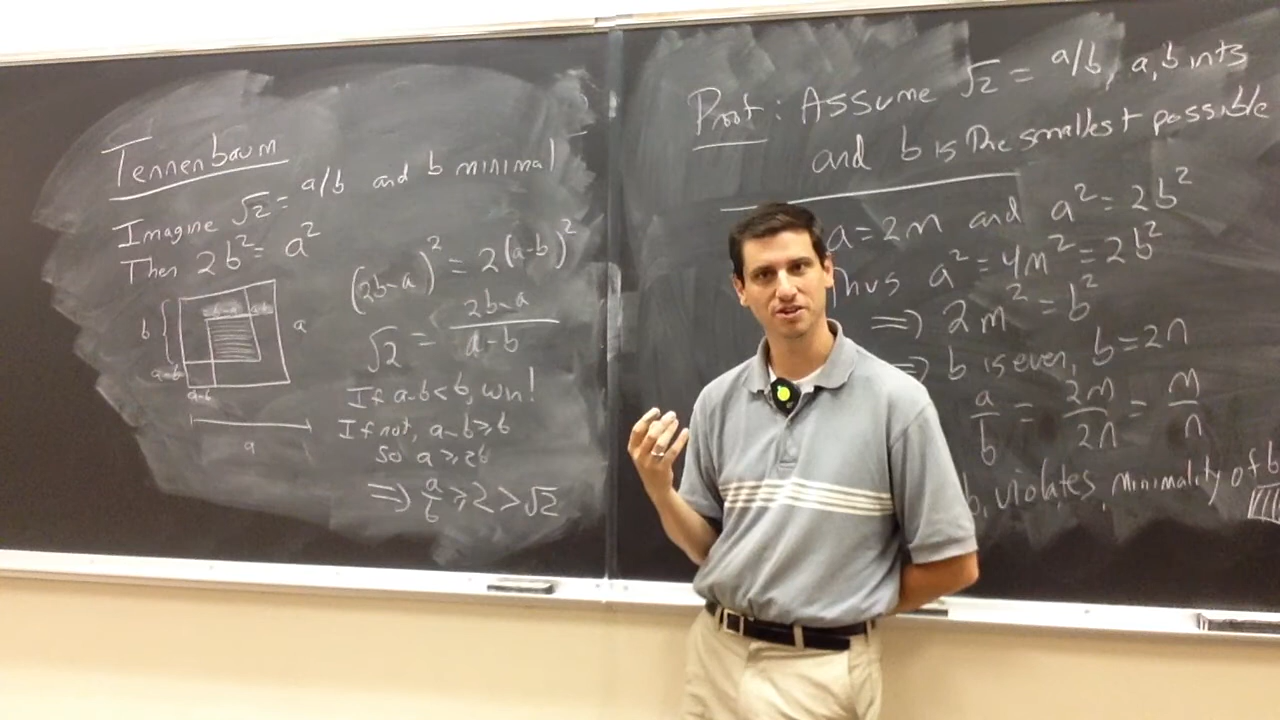 Tennenbaum
Imagine √2 = a/b and b minimal
Then 2b² = a²
(2b-a)² = 2(a-b)²
√2 = 2b-a / a-b
If a-b < b, win!
If not, a-b ≥ b
So a ≥ 2b
⇒ a/b ≥ 2 > √2
b
a
a-b
a-b
a
Proof: Assume √2 = a/b, a,b ints
and b is the smallest possible
a = 2m and a² = 2b²
Thus a² = 4m² = 2b²
⇒ 2m² = b²
⇒ b is even, b = 2n
a/b = 2m/2n = m/n
b, violates minimality of b